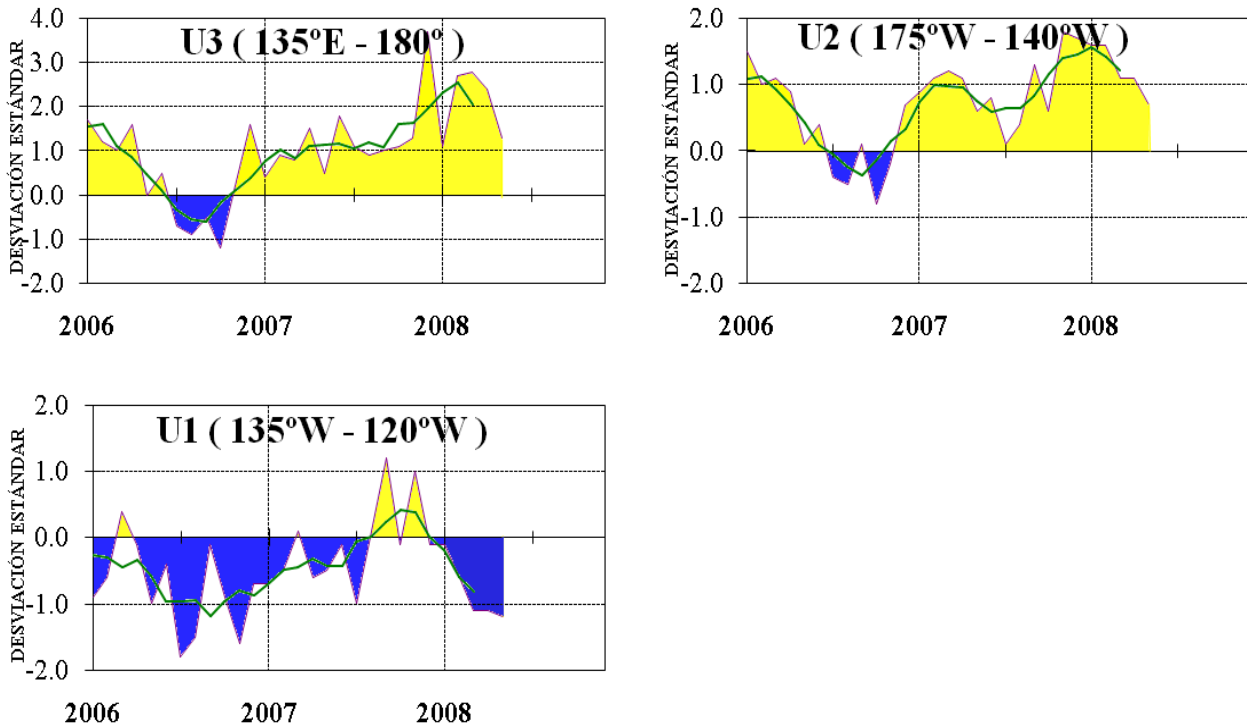 U3 ( 135ºE - 180º )
DESVIACIÓN ESTÁNDAR
4.0
3.0
2.0
1.0
0.0
-1.0
-2.0
2006 2007 2008
U2 ( 175ºW - 140ºW )
DESVIACIÓN ESTÁNDAR
2.0
1.0
0.0
-1.0
-2.0
2006 2007 2008
U1 ( 135ºW - 120ºW )
DESVIACIÓN ESTÁNDAR
2.0
1.0
0.0
-1.0
-2.0
2006 2007 2008